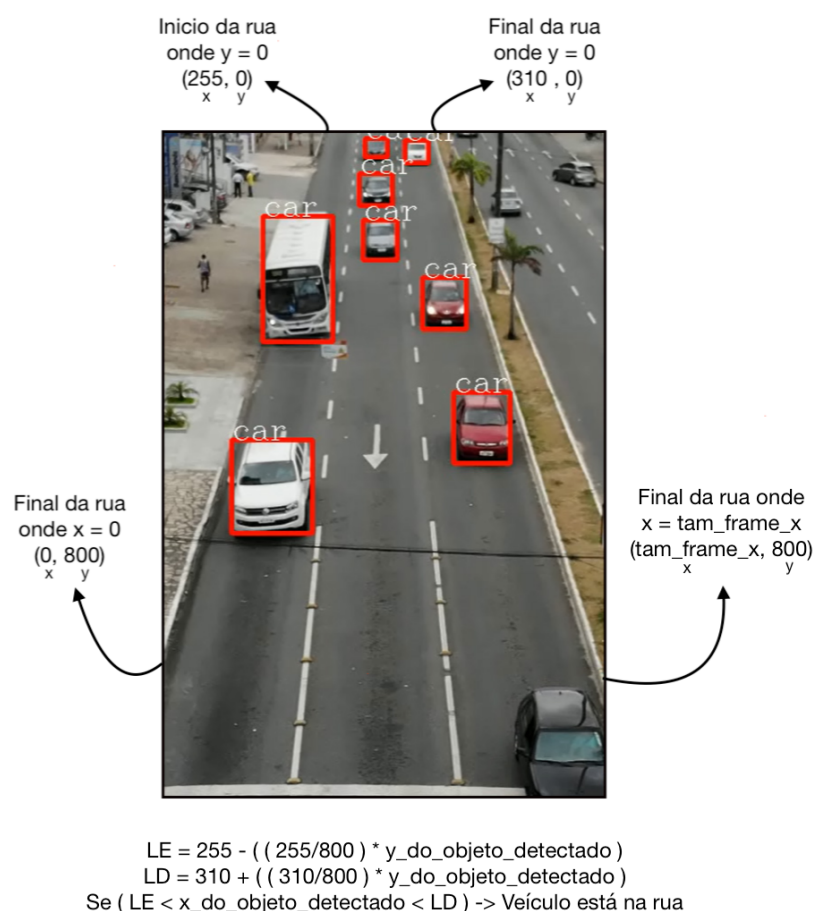 Inicio da rua
onde y = 0
(255, 0)
x y
Final da rua
onde y = 0
(310 , 0)
x y
car
car
car
car
car
car
car
car
Final da rua
onde x = 0
(0, 800)
x y
Final da rua onde
x = tam_frame_x
(tam_frame_x, 800)
x y
LE = 255 - ( ( 255/800 ) * y_do_objeto_detectado )
LD = 310 + ( ( 310/800 ) * y_do_objeto_detectado )
Se ( LE < x_do_objeto_detectado < LD ) -> Veículo está na rua